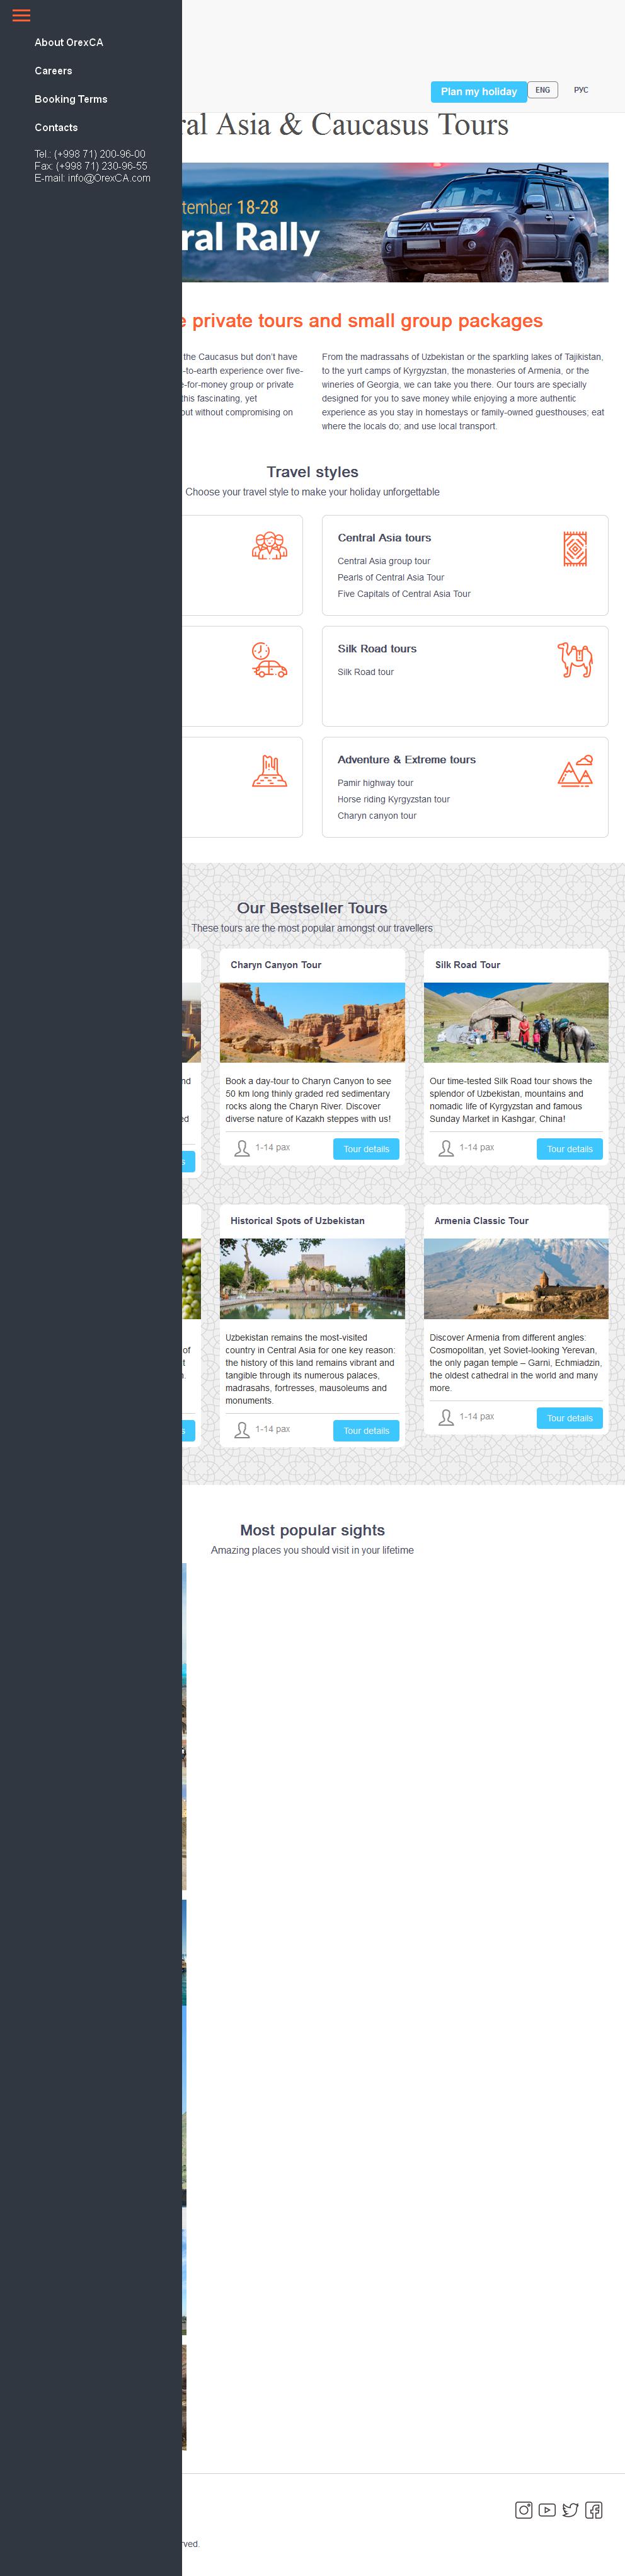 About OrexCA
Careers
Booking Terms
Contacts
Tel.: (+998 71) 200-96-00
Fax: (+998 71) 230-96-55
E-mail: info@OrexCA.com
Plan my holiday
ENG
РУС
ral Asia & Caucasus Tours
tember 18-28
ral Rally
private tours and small group packages
the Caucasus but don't have
-to-earth experience over five-
e-for-money group or private
this fascinating, yet
out without compromising on
From the madrassahs of Uzbekistan or the sparkling lakes of Tajikistan,
to the yurt camps of Kyrgyzstan, the monasteries of Armenia, or the
wineries of Georgia, we can take you there. Our tours are specially
designed for you to save money while enjoying a more authentic
experience as you stay in homestays or family-owned guesthouses; eat
where the locals do; and use local transport.
Travel styles
Choose your travel style to make your holiday unforgettable
Central Asia tours
Central Asia group tour
Pearls of Central Asia Tour
Five Capitals of Central Asia Tour
Silk Road tours
Silk Road tour
Adventure & Extreme tours
Pamir highway tour
Horse riding Kyrgyzstan tour
Charyn canyon tour
Our Bestseller Tours
These tours are the most popular amongst our travellers
nd
ed
s
Charyn Canyon Tour
Book a day-tour to Charyn Canyon to see
50 km long thinly graded red sedimentary
rocks along the Charyn River. Discover
diverse nature of Kazakh steppes with us!
1-14 pax
Tour details
Silk Road Tour
Our time-tested Silk Road tour shows the
splendor of Uzbekistan, mountains and
nomadic life of Kyrgyzstan and famous
Sunday Market in Kashgar, China!
1-14 pax
Tour details
of
t
s
Historical Spots of Uzbekistan
Uzbekistan remains the most-visited
country in Central Asia for one key reason:
the history of this land remains vibrant and
tangible through its numerous palaces,
madrasahs, fortresses, mausoleums and
monuments.
1-14 pax
Tour details
Armenia Classic Tour
Discover Armenia from different angles:
Cosmopolitan, yet Soviet-looking Yerevan,
the only pagan temple – Garni, Echmiadzin,
the oldest cathedral in the world and many
more.
1-14 pax
Tour details
Most popular sights
Amazing places you should visit in your lifetime
rved.